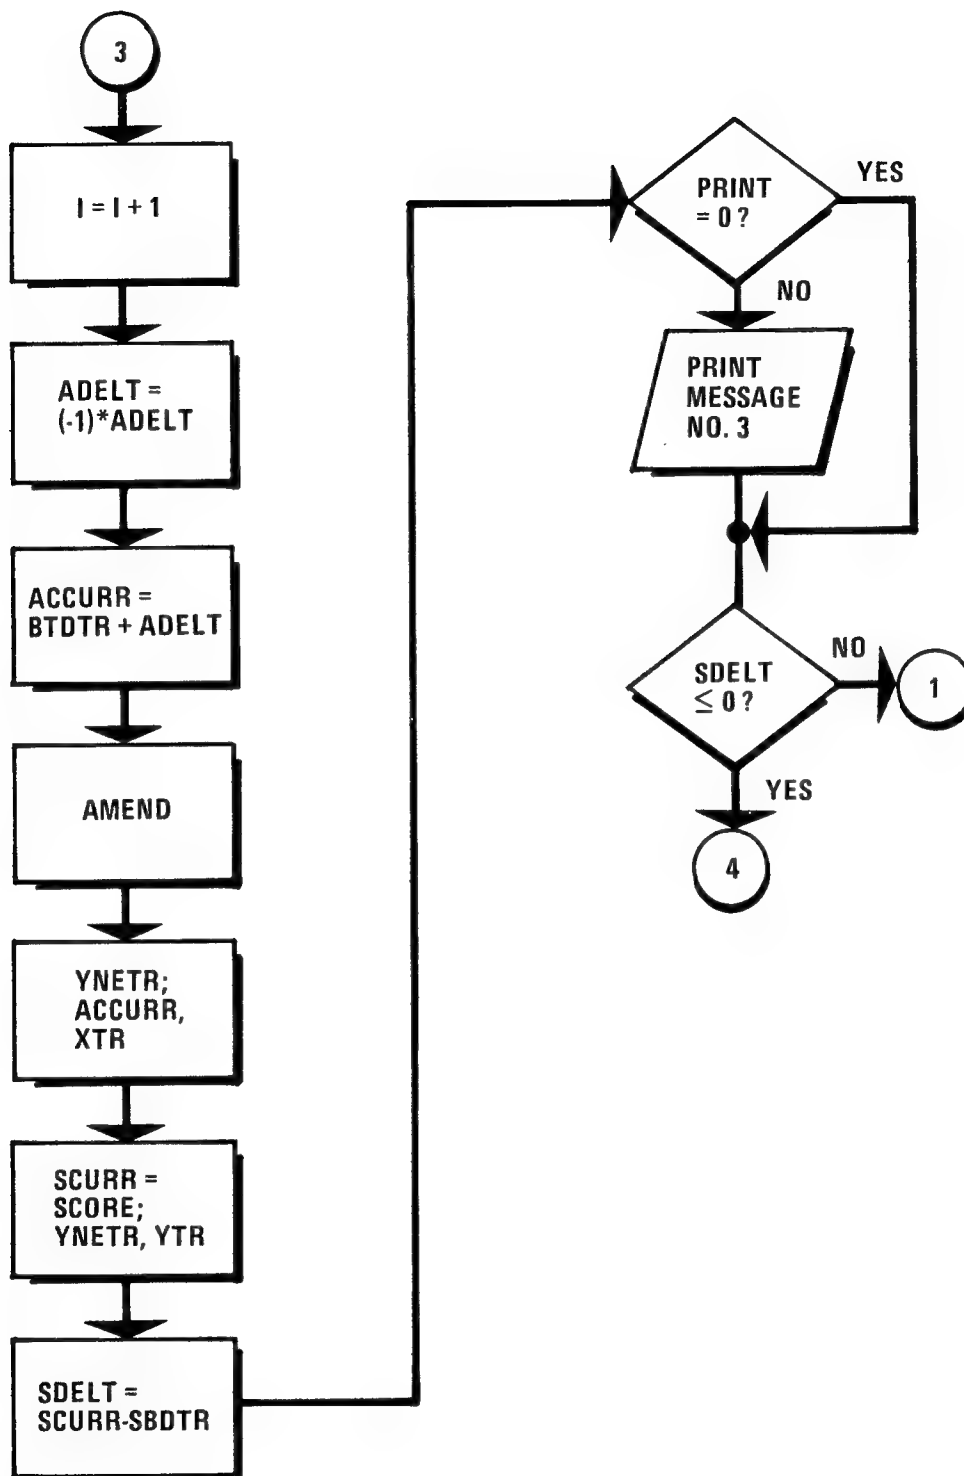 3
I = I + 1
ADELT =
(-1)*ADELT
ACCURR =
BTDTR + ADELT
AMEND
YNETR;
ACCURR,
XTR
SCURR =
SCORE;
YNETR, YTR
SDELT =
SCURR-SBDTR
PRINT
= 0 ?
YES
NO
PRINT
MESSAGE
NO. 3
SDELT
≤ 0 ?
NO
1
YES
4